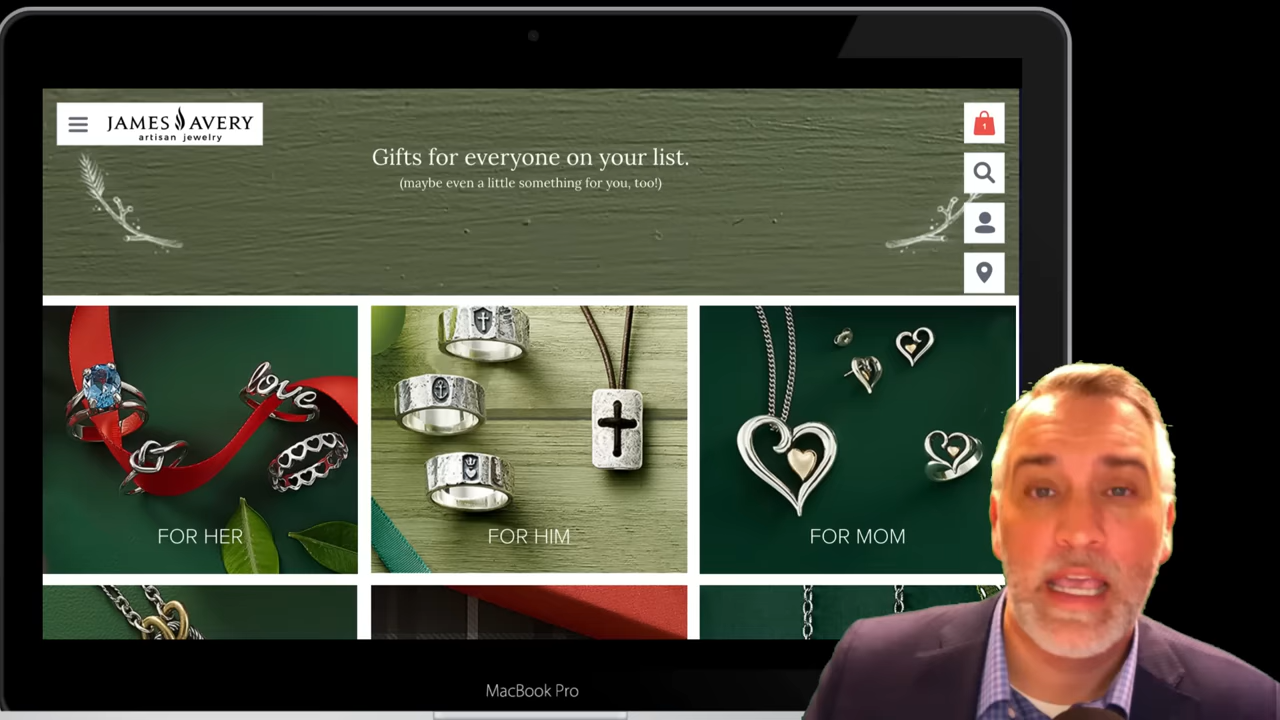 JAMES AVERY
artisan jewelry
1
Gifts for everyone on your list.
(maybe even a little something for you, too!)
love
FOR HER
FOR HIM
FOR MOM
MacBook Pro